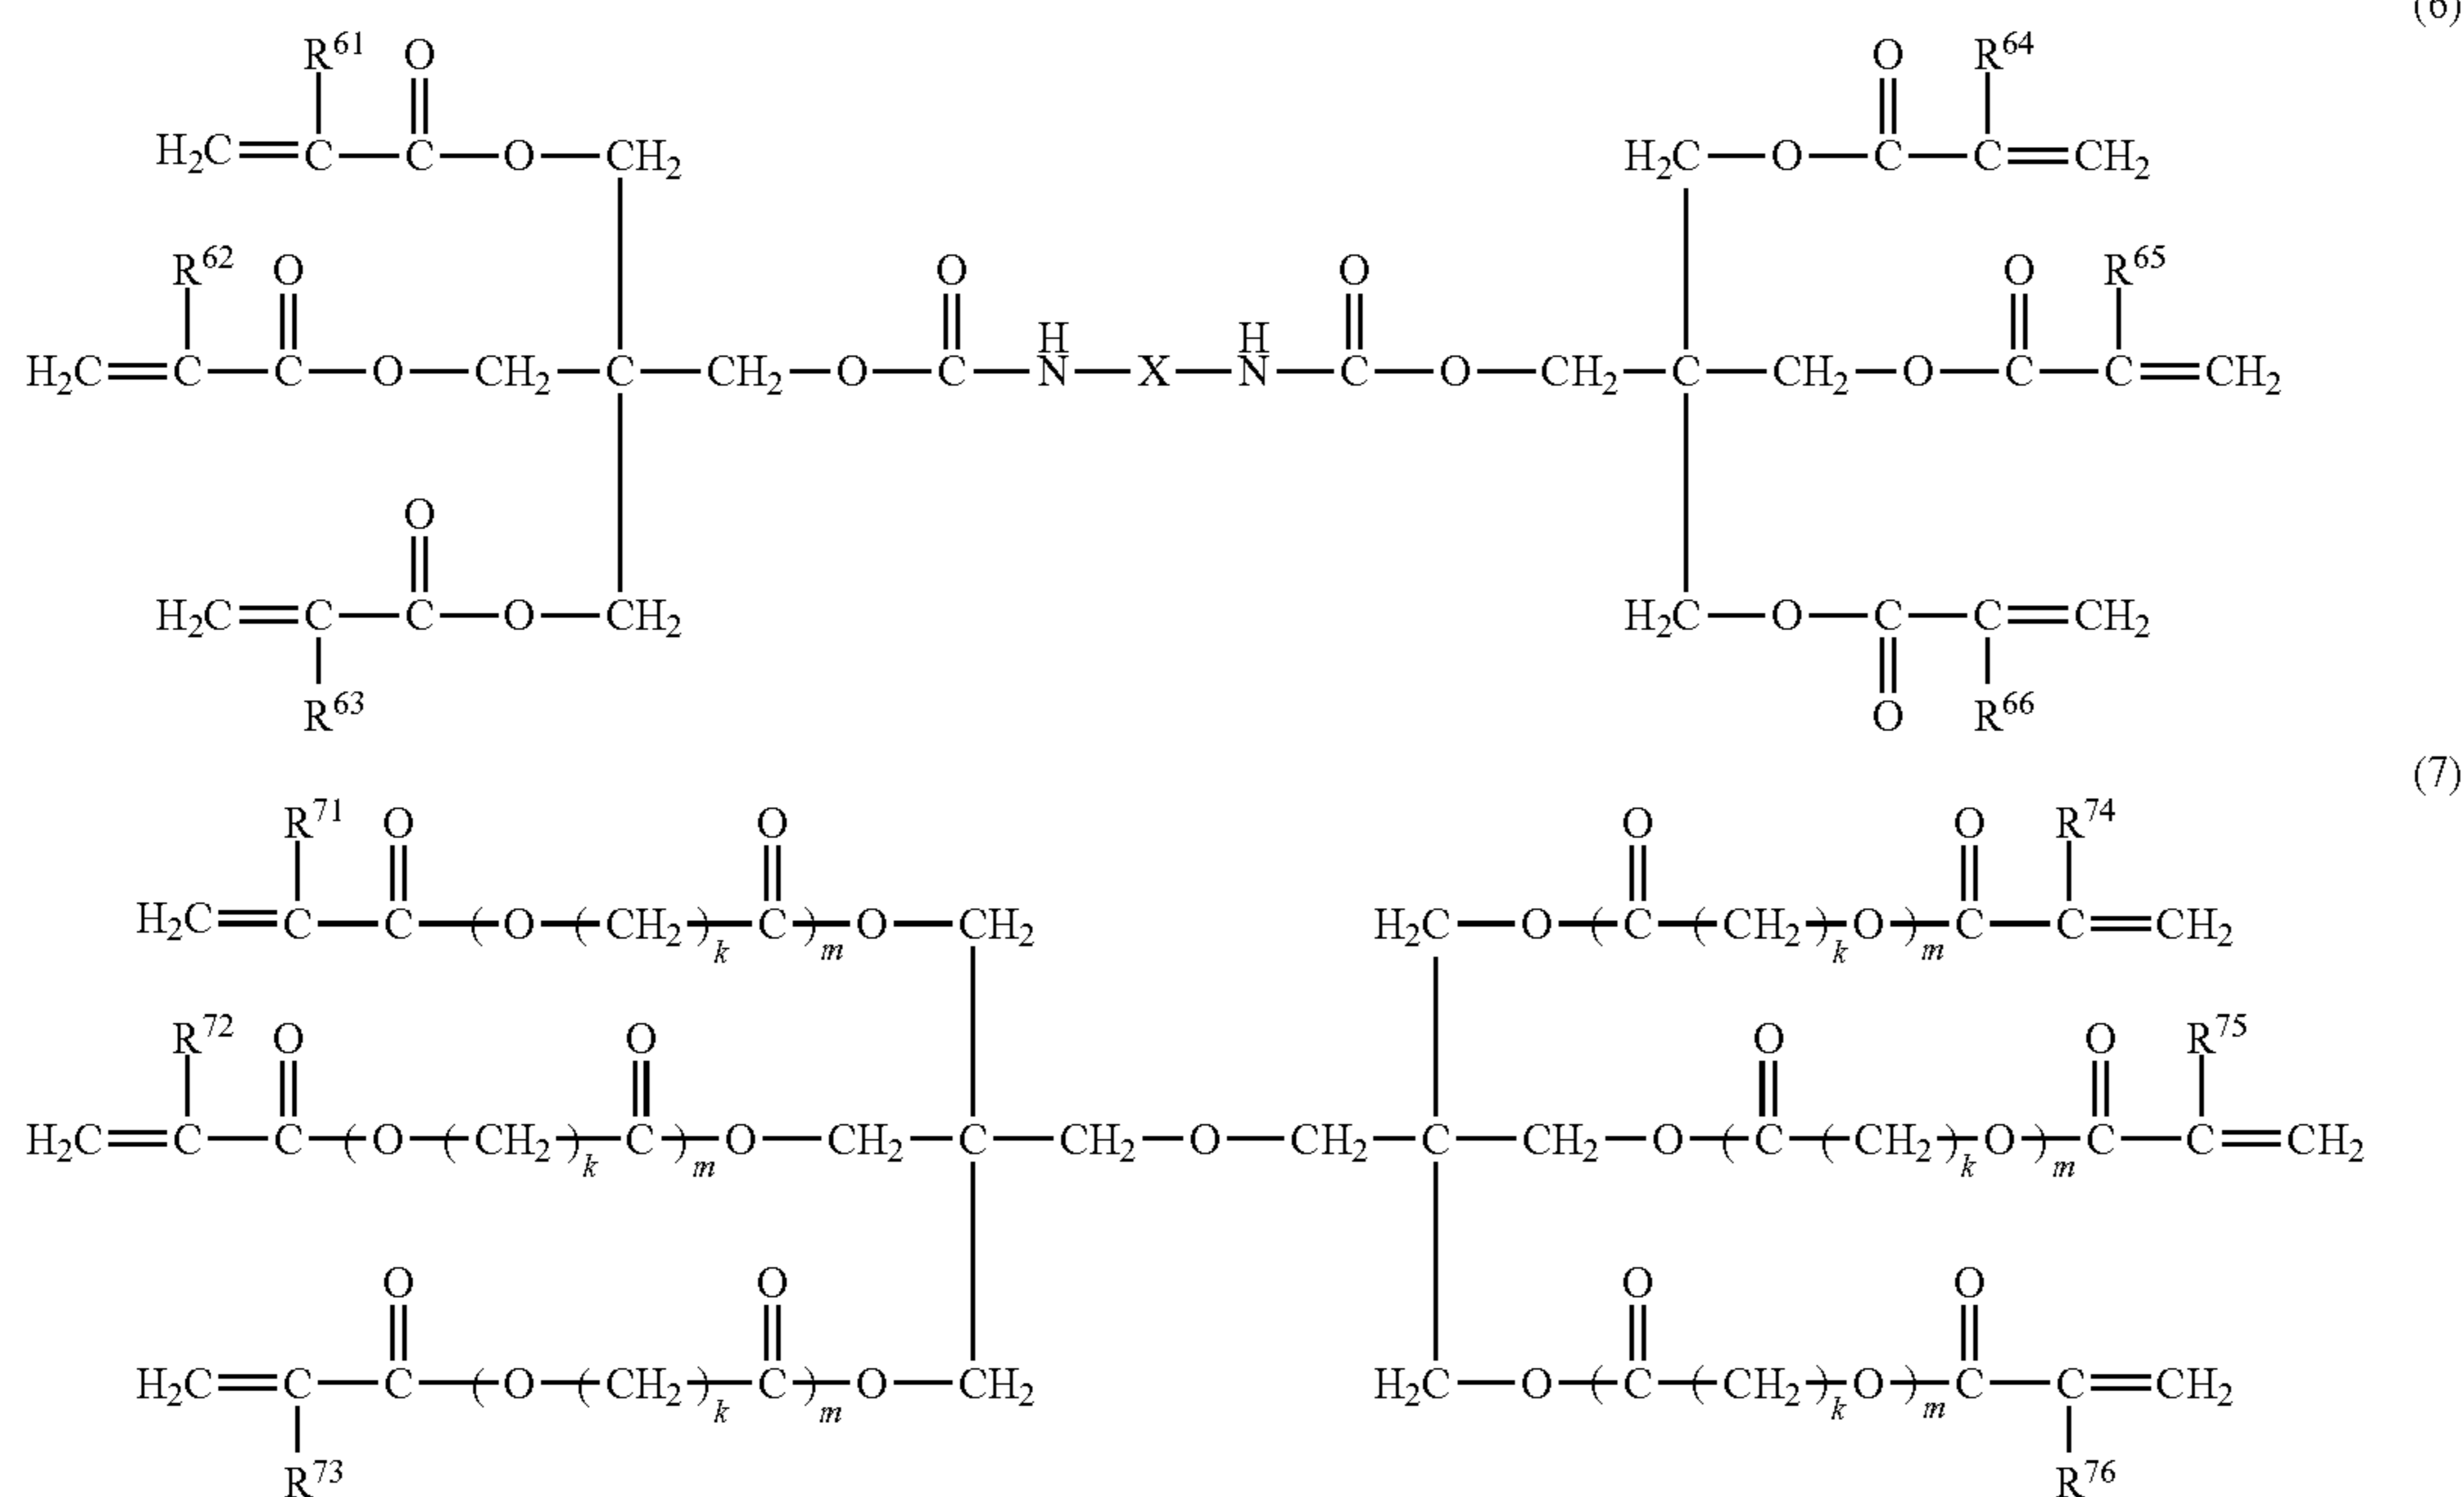 (6)
R⁶¹ O O R⁶⁴
H₂C=C—C—O—CH₂ H₂C—O—C—C=CH₂
R⁶² O O O O R⁶⁵
H₂C=C—C—O—CH₂—C—CH₂—O—C—NH—X—NH—C—O—CH₂—C—CH₂—O—C—C=CH₂
O
H₂C=C—C—O—CH₂ H₂C—O—C—C=CH₂
R⁶³ O R⁶⁶
(7)
R⁷¹ O O O O R⁷⁴
H₂C=C—C—(O—(CH₂)ₖ—C)ₘ—O—CH₂ H₂C—O—(C—(CH₂)ₖ—O)ₘ—C—C=CH₂
R⁷² O O O O R⁷⁵
H₂C=C—C—(O—(CH₂)ₖ—C)ₘ—O—CH₂—C—CH₂—O—CH₂—C—CH₂—O—(C—(CH₂)ₖ—O)ₘ—C—C=CH₂
O O O O
H₂C=C—C—(O—(CH₂)ₖ—C)ₘ—O—CH₂ H₂C—O—(C—(CH₂)ₖ—O)ₘ—C—C=CH₂
R⁷³ R⁷⁶